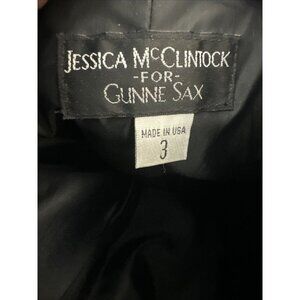 JESSICA MCCLINTOCK
-FOR-
GUNNE SAX
MADE IN USA
3